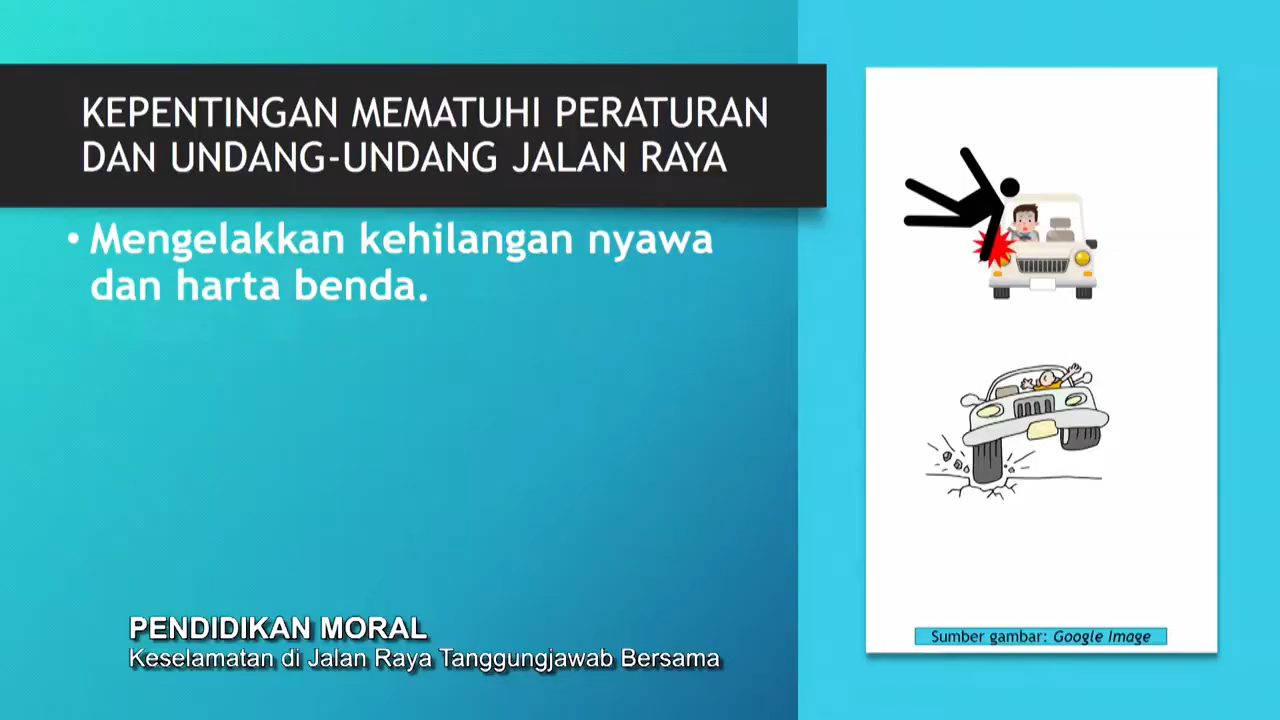 KEPENTINGAN MEMATUHI PERATURAN
DAN UNDANG-UNDANG JALAN RAYA
• Mengelakkan kehilangan nyawa
dan harta benda.
Sumber gambar: Google Image
PENDIDIKAN MORAL
Keselamatan di Jalan Raya Tanggungjawab Bersama